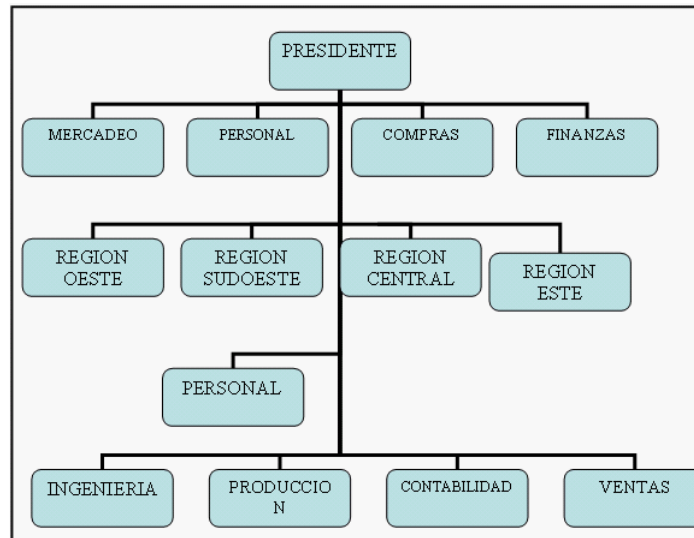 PRESIDENTE
MERCADEO
PERSONAL
COMPRAS
FINANZAS
REGION
OESTE
REGION
SUDOESTE
REGION
CENTRAL
REGION
ESTE
PERSONAL
INGENIERIA
PRODUCCIO
N
CONTABILIDAD
VENTAS